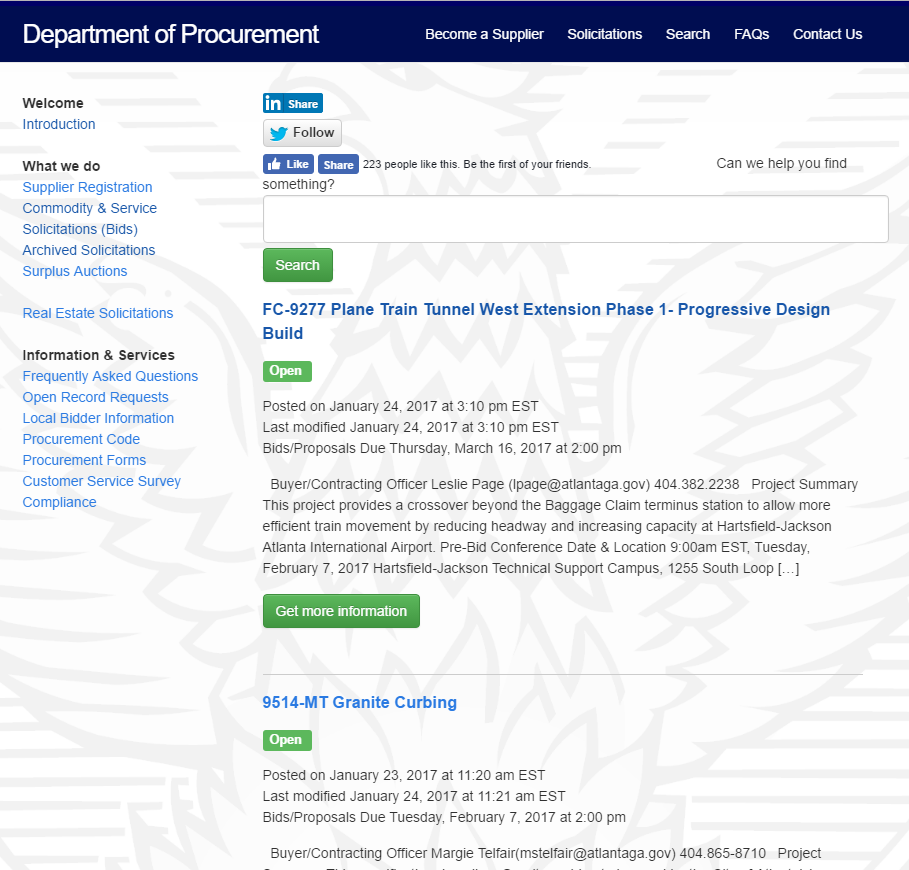 Department of Procurement
Become a Supplier
Solicitations
Search
FAQs
Contact Us
Welcome
Introduction
What we do
Supplier Registration
Commodity & Service
Solicitations (Bids)
Archived Solicitations
Surplus Auctions
Real Estate Solicitations
Information & Services
Frequently Asked Questions
Open Record Requests
Local Bidder Information
Procurement Code
Procurement Forms
Customer Service Survey
Compliance
in Share
Follow
Like Share 223 people like this. Be the first of your friends. Can we help you find
something?
Search
FC-9277 Plane Train Tunnel West Extension Phase 1- Progressive Design
Build
Open
Posted on January 24, 2017 at 3:10 pm EST
Last modified January 24, 2017 at 3:10 pm EST
Bids/Proposals Due Thursday, March 16, 2017 at 2:00 pm
Buyer/Contracting Officer Leslie Page (lpage@atlantaga.gov) 404.382.2238 Project Summary
This project provides a crossover beyond the Baggage Claim terminus station to allow more
efficient train movement by reducing headway and increasing capacity at Hartsfield-Jackson
Atlanta International Airport. Pre-Bid Conference Date & Location 9:00am EST, Tuesday,
February 7, 2017 Hartsfield-Jackson Technical Support Campus, 1255 South Loop […]
Get more information
9514-MT Granite Curbing
Open
Posted on January 23, 2017 at 11:20 am EST
Last modified January 24, 2017 at 11:21 am EST
Bids/Proposals Due Tuesday, February 7, 2017 at 2:00 pm
Buyer/Contracting Officer Margie Telfair(mstelfair@atlantaga.gov) 404.865-8710 Project